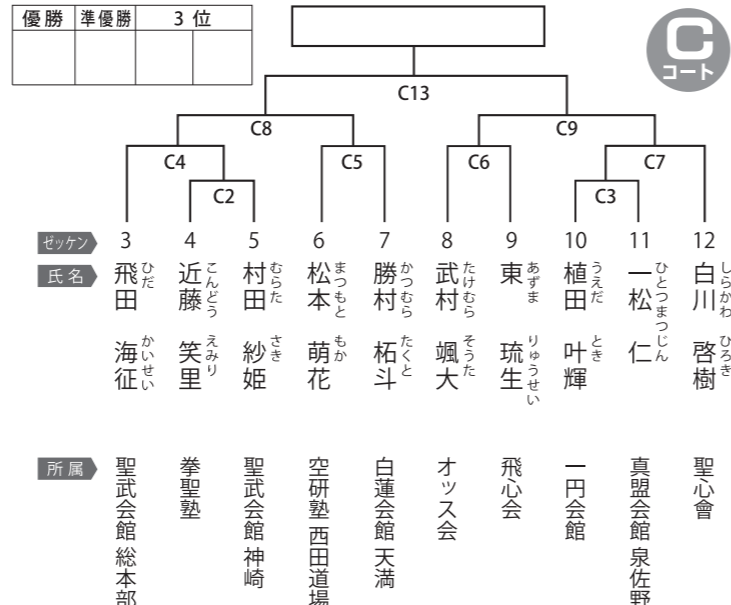 優勝 準優勝 3 位
C
コート
C13
C8 C9
C4 C5 C6 C7
C2 C3
ゼッケン 3 4 5 6 7 8 9 10 11 12
氏名
飛田 海征
ひだ かいせい
近藤 笑里
こんどう えみり
村田 紗姫
むらた さき
松本 萌花
まつもと もか
勝村 柘斗
かつむら たくと
武村 颯大
たけむら そうた
東 琉生
あずま りゅうせい
植田 叶輝
うえだ とき
一松 仁
ひとつまつ じん
白川 啓樹
しらかわ ひろき
所属
聖武会館 総本部
拳聖塾
聖武会館 神崎
空研塾 西田道場
白蓮会館 天満
オッス会
飛心会
一円会館
真盟会館 泉佐野
聖心會